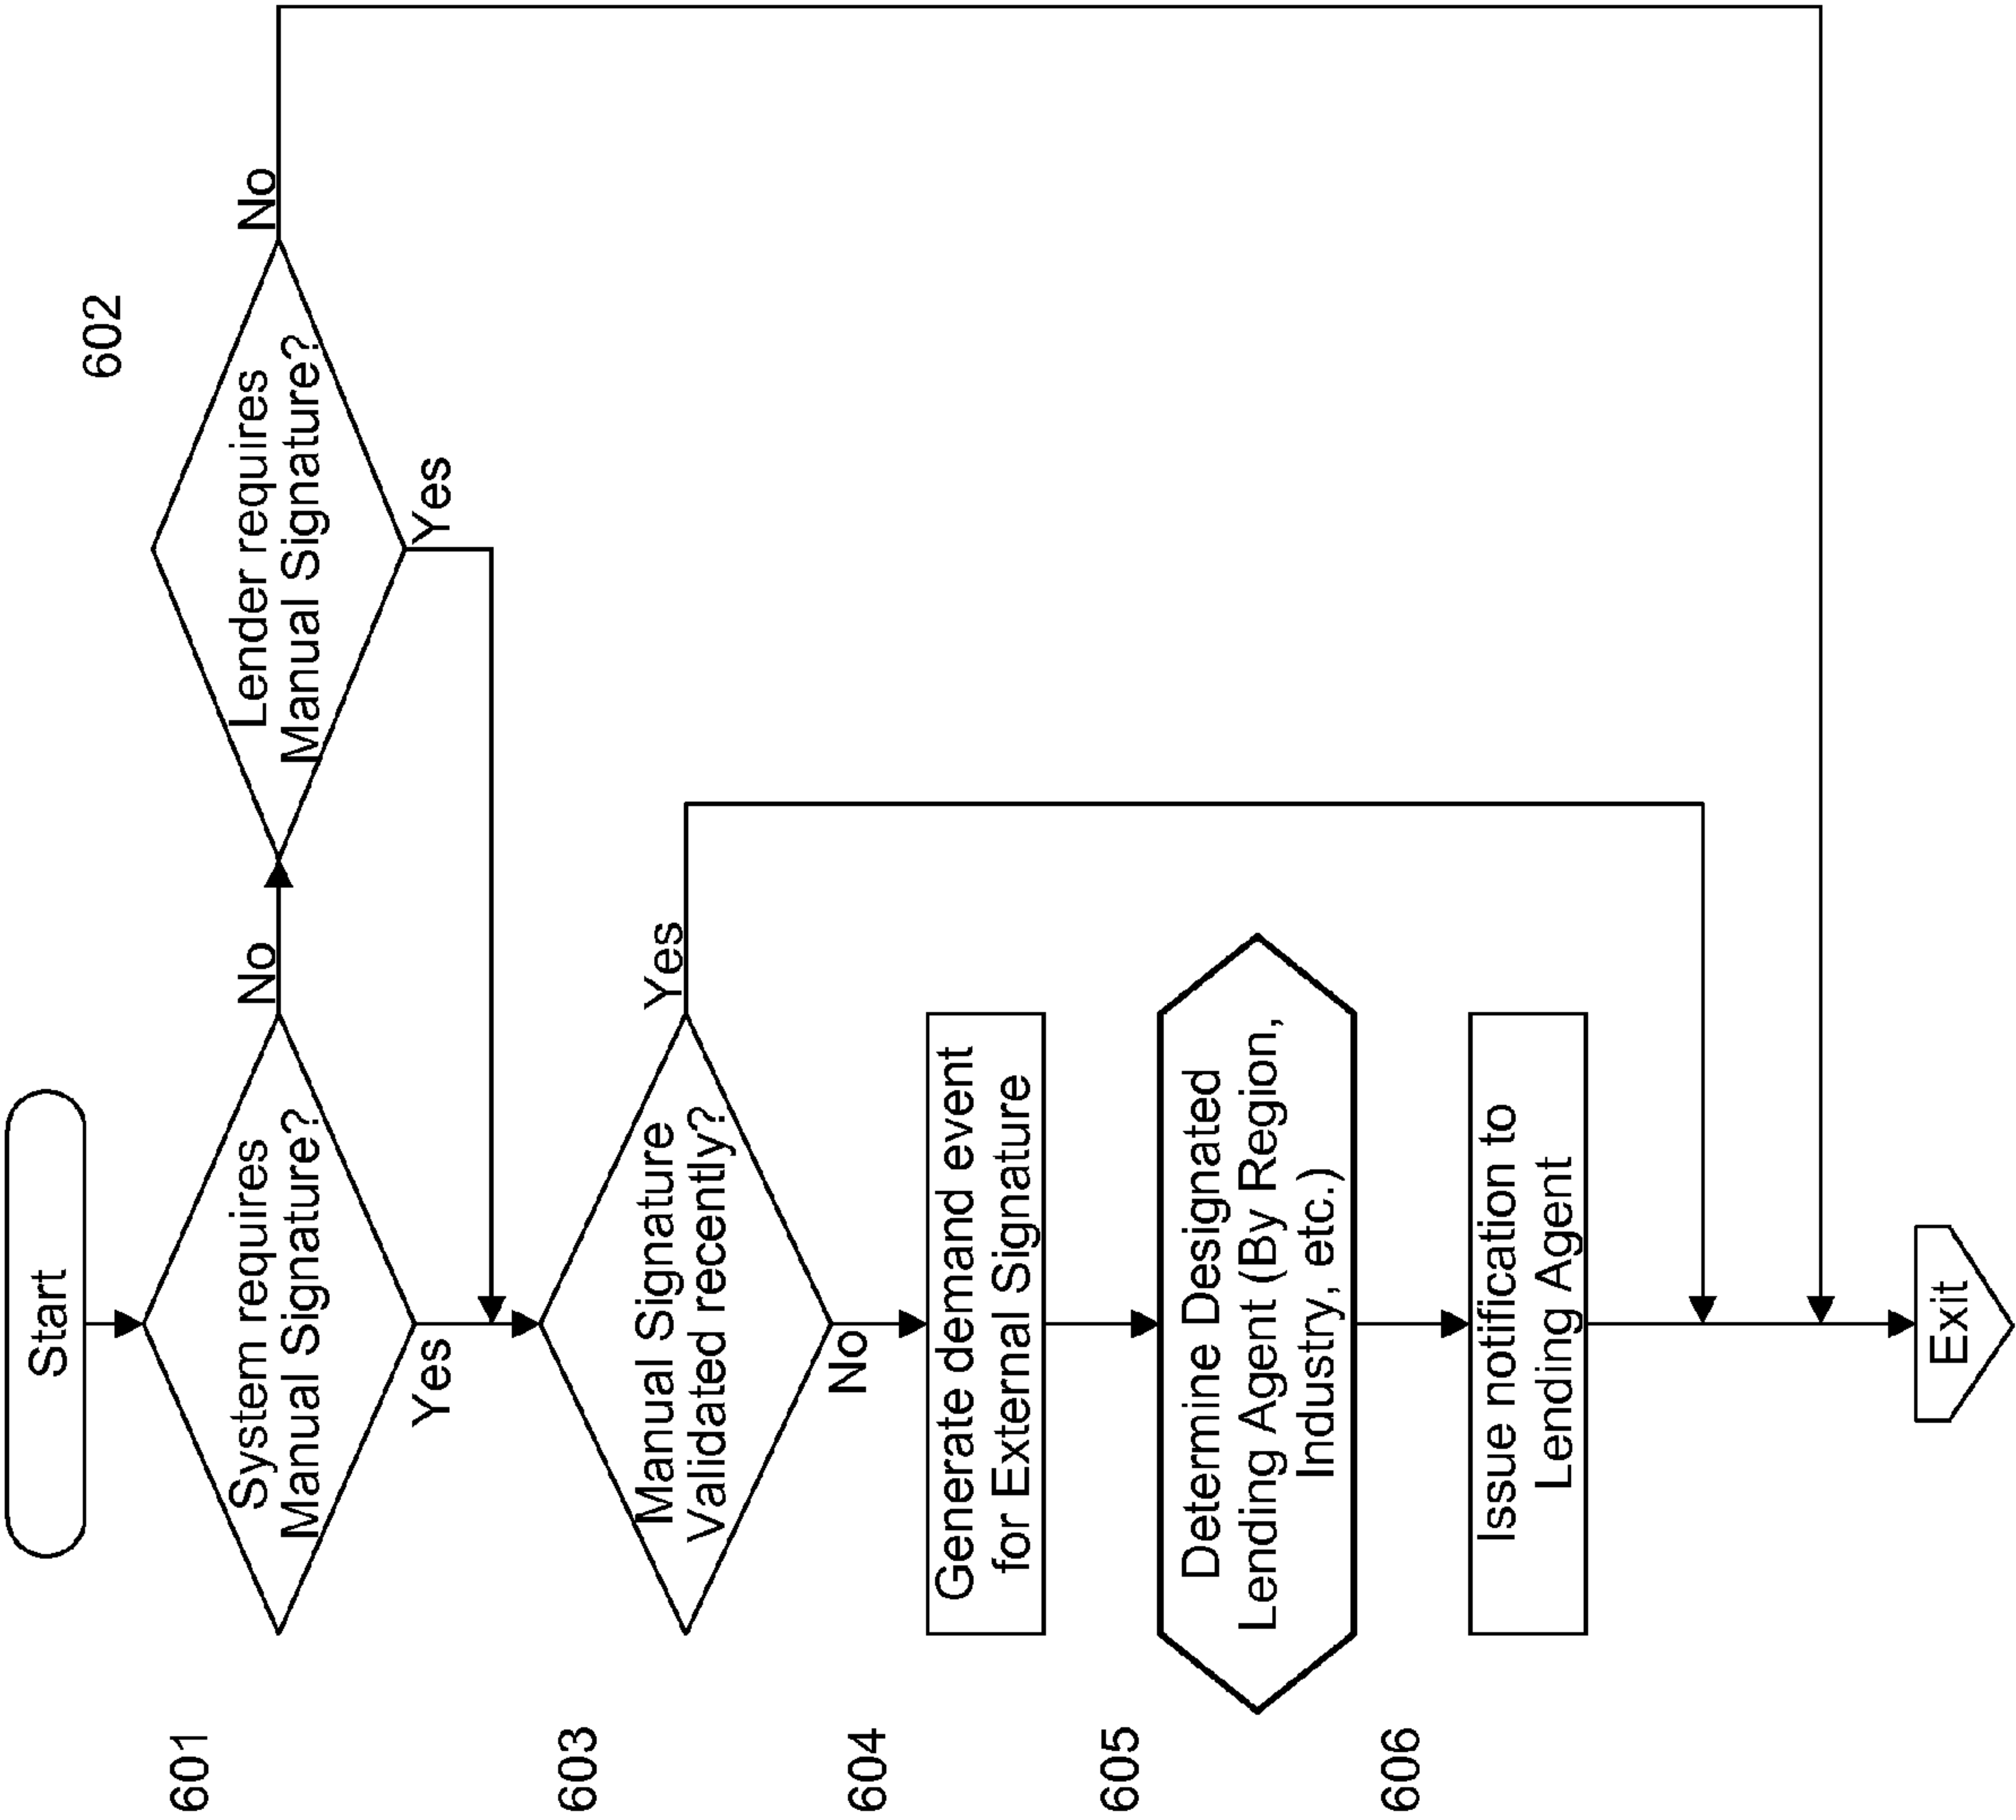 Start
601
System requires
Manual Signature?
No
Yes
602
Lender requires
Manual Signature?
No
Yes
603
Manual Signature
Validated recently?
Yes
No
604
Generate demand event
for External Signature
605
Determine Designated
Lending Agent (By Region,
Industry, etc.)
606
Issue notification to
Lending Agent
Exit